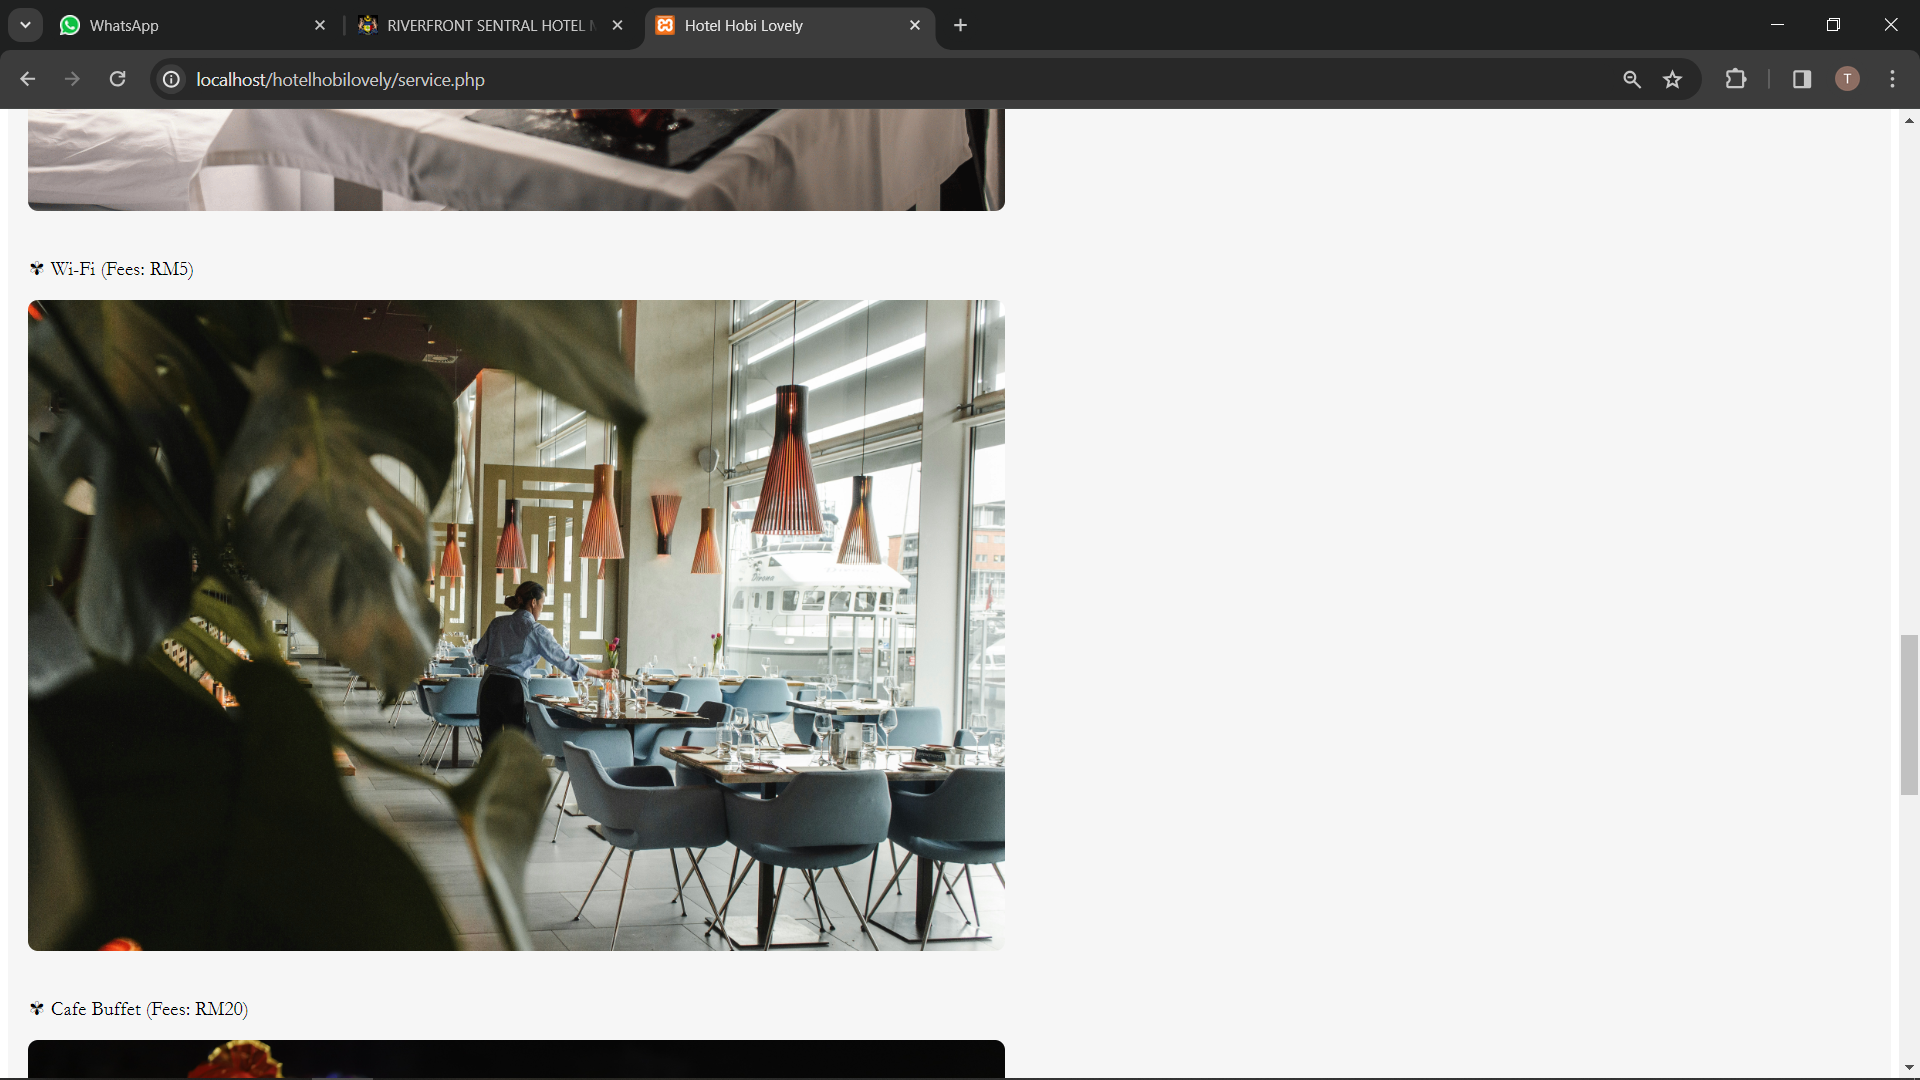 WhatsApp
RIVERFRONT SENTRAL HOTEL
Hotel Hobi Lovely
localhost/hotelhobilovely/service.php
T
Wi-Fi (Fees: RM5)
Cafe Buffet (Fees: RM20)